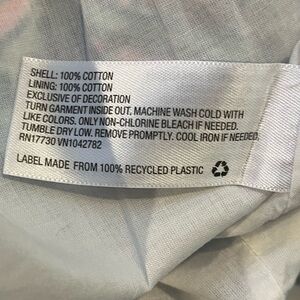 SHELL: 100% COTTON
LINING: 100% COTTON
EXCLUSIVE OF DECORATION
TURN GARMENT INSIDE OUT, MACHINE WASH COLD WITH
LIKE COLORS. ONLY NON-CHLORINE BLEACH IF NEEDED.
TUMBLE DRY LOW. REMOVE PROMPTLY. COOL IRON IF NEEDED.
RN17730 VN1042782
LABEL MADE FROM 100% RECYCLED PLASTIC